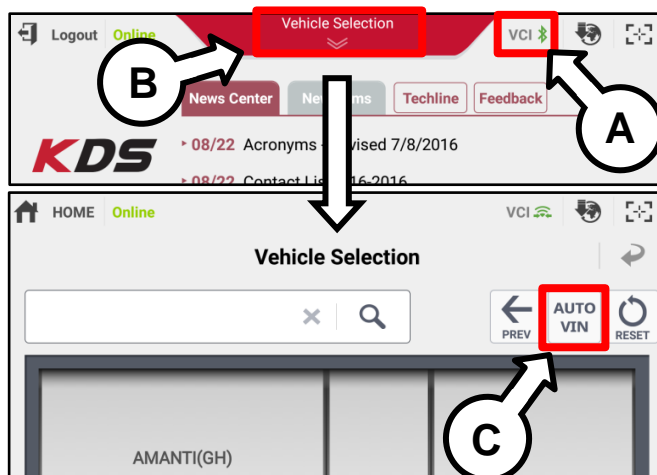 Vehicle Selection
Logout Online
VCI
B
News Center
Techline
Feedback
A
KDS
08/22 Acronyms - vised 7/8/2016
08/22 Contact Lis 16-2016
HOME Online
VCI
Vehicle Selection
PREV
AUTO
VIN
RESET
C
AMANTI(GH)